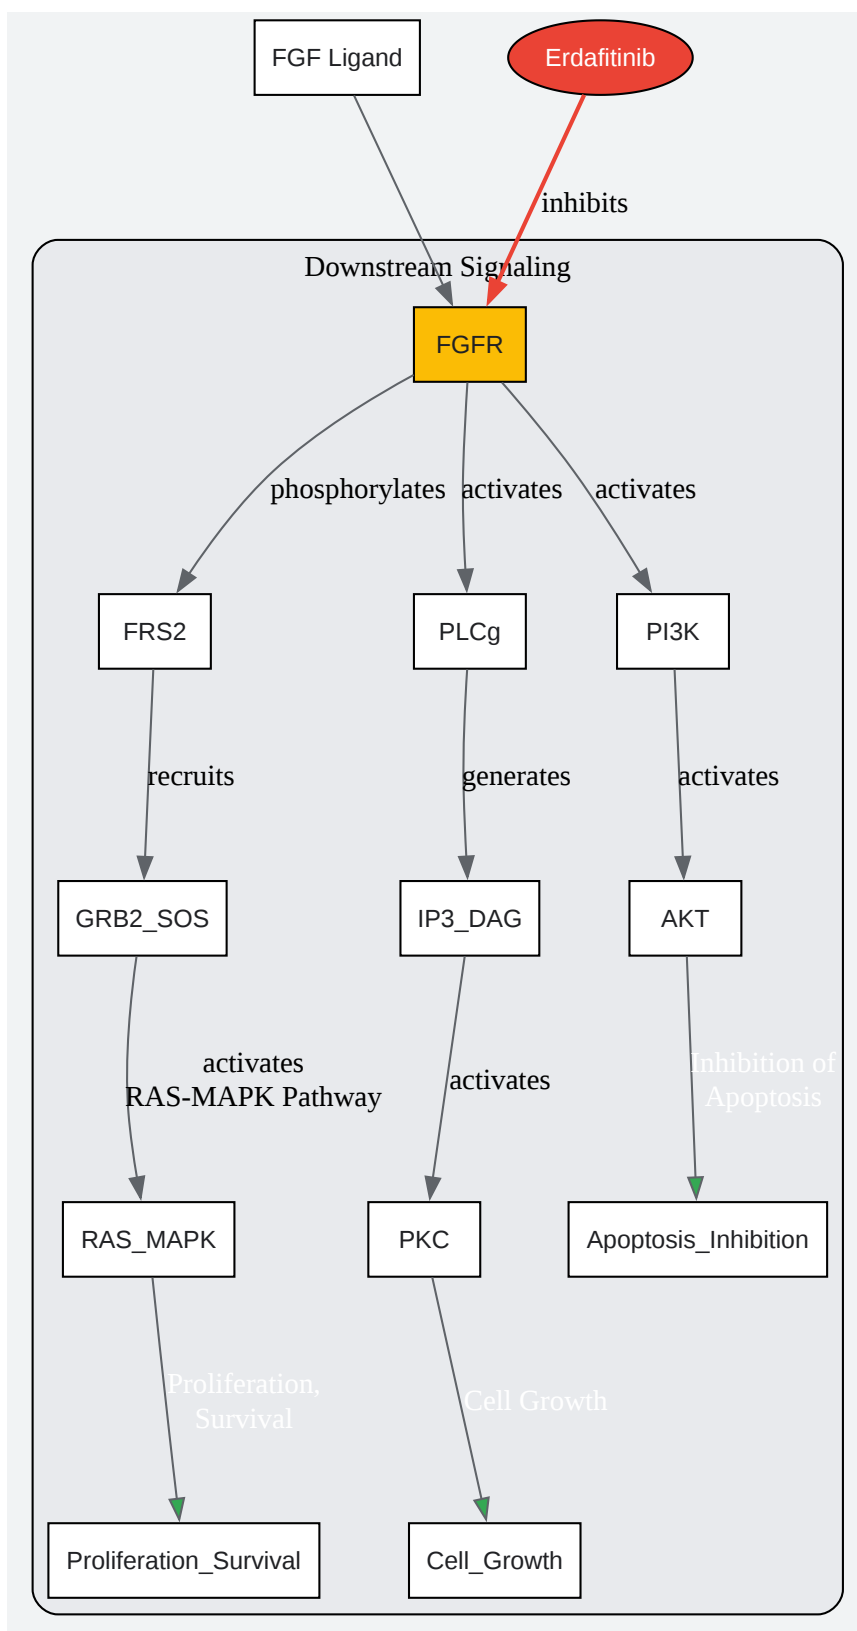 FGF Ligand
Erdafitinib
inhibits
Downstream Signaling
FGFR
phosphorylates
activates
activates
FRS2
PLCg
PI3K
recruits
generates
activates
GRB2_SOS
IP3_DAG
AKT
activates
RAS-MAPK Pathway
activates
Inhibition of
Apoptosis
RAS_MAPK
PKC
Apoptosis_Inhibition
Proliferation,
Survival
Cell Growth
Proliferation_Survival
Cell_Growth